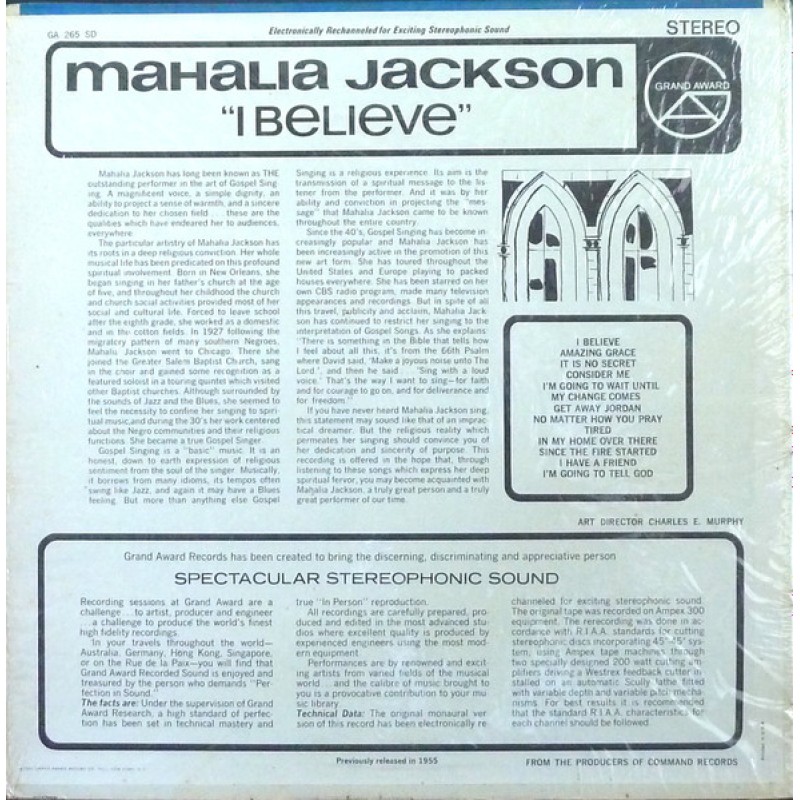 GA 265 SD
Electronically Rechanneled for Exciting Stereophonic Sound
STEREO
MAHALIA JACKSON
"I BELIEVE"
GRAND AWARD
Mahalia Jackson has long been known as THE
outstanding performer in the art of Gospel Sing-
ing. A magnificent voice, a simple dignity, an
ability to project a sense of warmth, and a sincere
dedication to her chosen field . . . these are the
qualities which have endeared her to audiences,
everywhere.
The particular artistry of Mahalia Jackson has
its roots in a deep religious conviction. Her whole
musical life has been predicated on this profound
spiritual involvement. Born in New Orleans, she
began singing in her father's church at the age
of five, and throughout her childhood the church
and church social activities provided most of her
social and cultural life. Forced to leave school
after the eighth grade, she worked as a domestic
and in the cotton fields. In 1927 following the
migratory pattern of many southern Negroes,
Mahalia Jackson went to Chicago. There she
joined the Greater Salem Baptist Church, sang
in the choir and gained some recognition as a
featured soloist in a touring quintet which visited
other Baptist churches. Although surrounded by
the sounds of Jazz and the Blues, she seemed to
feel the necessity to confine her singing to spiri-
tual music, and during the 30's her work centered
about the Negro communities and their religious
functions. She became a true Gospel Singer.
Gospel Singing is a "basic" music. It is an
honest, down to earth expression of religious
sentiment from the soul of the singer. Musically,
it borrows from many idioms, its tempos often
swing like Jazz, and again it may have a Blues
feeling. But more than anything else Gospel
Singing is a religious experience. Its aim is the
transmission of a spiritual message to the lis-
tener from the performer. And it was by her
ability and conviction in projecting the "mes-
sage" that Mahalia Jackson came to be known
throughout the entire country.
Since the 40's, Gospel Singing has become in-
creasingly popular and Mahalia Jackson has
been increasingly active in the promotion of this
new art form. She has toured throughout the
United States and Europe playing to packed
houses everywhere. She has been starred on her
own CBS radio program, made many television
appearances and recordings. But in spite of all
this travel, publicity and acclaim, Mahalia Jack-
son has continued to restrict her singing to the
interpretation of Gospel Songs. As she explains:
"There is something in the Bible that tells how
I feel about all this, it's from the 66th Psalm
where David said, 'Make a joyous noise unto The
Lord.', and then he said . . . 'Sing with a loud
voice.' That's the way I want to sing—for faith
and for courage to go on, and for deliverance and
for freedom."
If you have never heard Mahalia Jackson sing,
this statement may sound like that of an imprac-
tical dreamer. But the religious reality which
permeates her singing should convince you of
her dedication and sincerity of purpose. This
recording is offered in the hope that, through
listening to these songs which express her deep
spiritual fervor, you may become acquainted with
Mahalia Jackson, a truly great person and a truly
great performer of our time.
I BELIEVE
AMAZING GRACE
IT IS NO SECRET
CONSIDER ME
I'M GOING TO WAIT UNTIL
MY CHANGE COMES
GET AWAY JORDAN
NO MATTER HOW YOU PRAY
TIRED
IN MY HOME OVER THERE
SINCE THE FIRE STARTED
I HAVE A FRIEND
I'M GOING TO TELL GOD
ART DIRECTOR CHARLES E. MURPHY
Grand Award Records has been created to bring the discerning, discriminating and appreciative person
SPECTACULAR STEREOPHONIC SOUND
Recording sessions at Grand Award are a
challenge . . . to artist, producer and engineer
. . . a challenge to produce the world's finest
high fidelity recordings.
In your travels throughout the world—
Australia, Germany, Hong Kong, Singapore,
or on the Rue de la Paix—you will find that
Grand Award Recorded Sound is enjoyed and
treasured by the person who demands "Per-
fection in Sound."
The facts are: Under the supervision of Grand
Award Research, a high standard of perfec-
tion has been set in technical mastery and
true "In Person" reproduction.
All recordings are carefully prepared, pro-
duced and edited in the most advanced stu-
dios where excellent quality is produced by
experienced engineers using the most mod-
ern equipment.
Performances are by renowned and excit-
ing artists from varied fields of the musical
world . . . and the calibre of music brought to
you is a provocative contribution to your mu-
sic library.
Technical Data: The original monaural ver-
sion of this record has been electronically re-
channeled for exciting stereophonic sound.
The original tape was recorded on Ampex 300
equipment. The rerecording was done in ac-
cordance with R.I.A.A. standards for cutting
stereophonic discs incorporating 45°-45° sys-
tem, using Ampex tape machines through
two specially designed 200 watt cutting am-
plifiers driving a Westrex feedback cutter in-
stalled on an automatic Scully lathe fitted
with variable depth and variable pitch mecha-
nisms. For best results it is recommended
that the standard R.I.A.A. characteristics for
each channel should be followed.
Previously released in 1955
FROM THE PRODUCERS OF COMMAND RECORDS